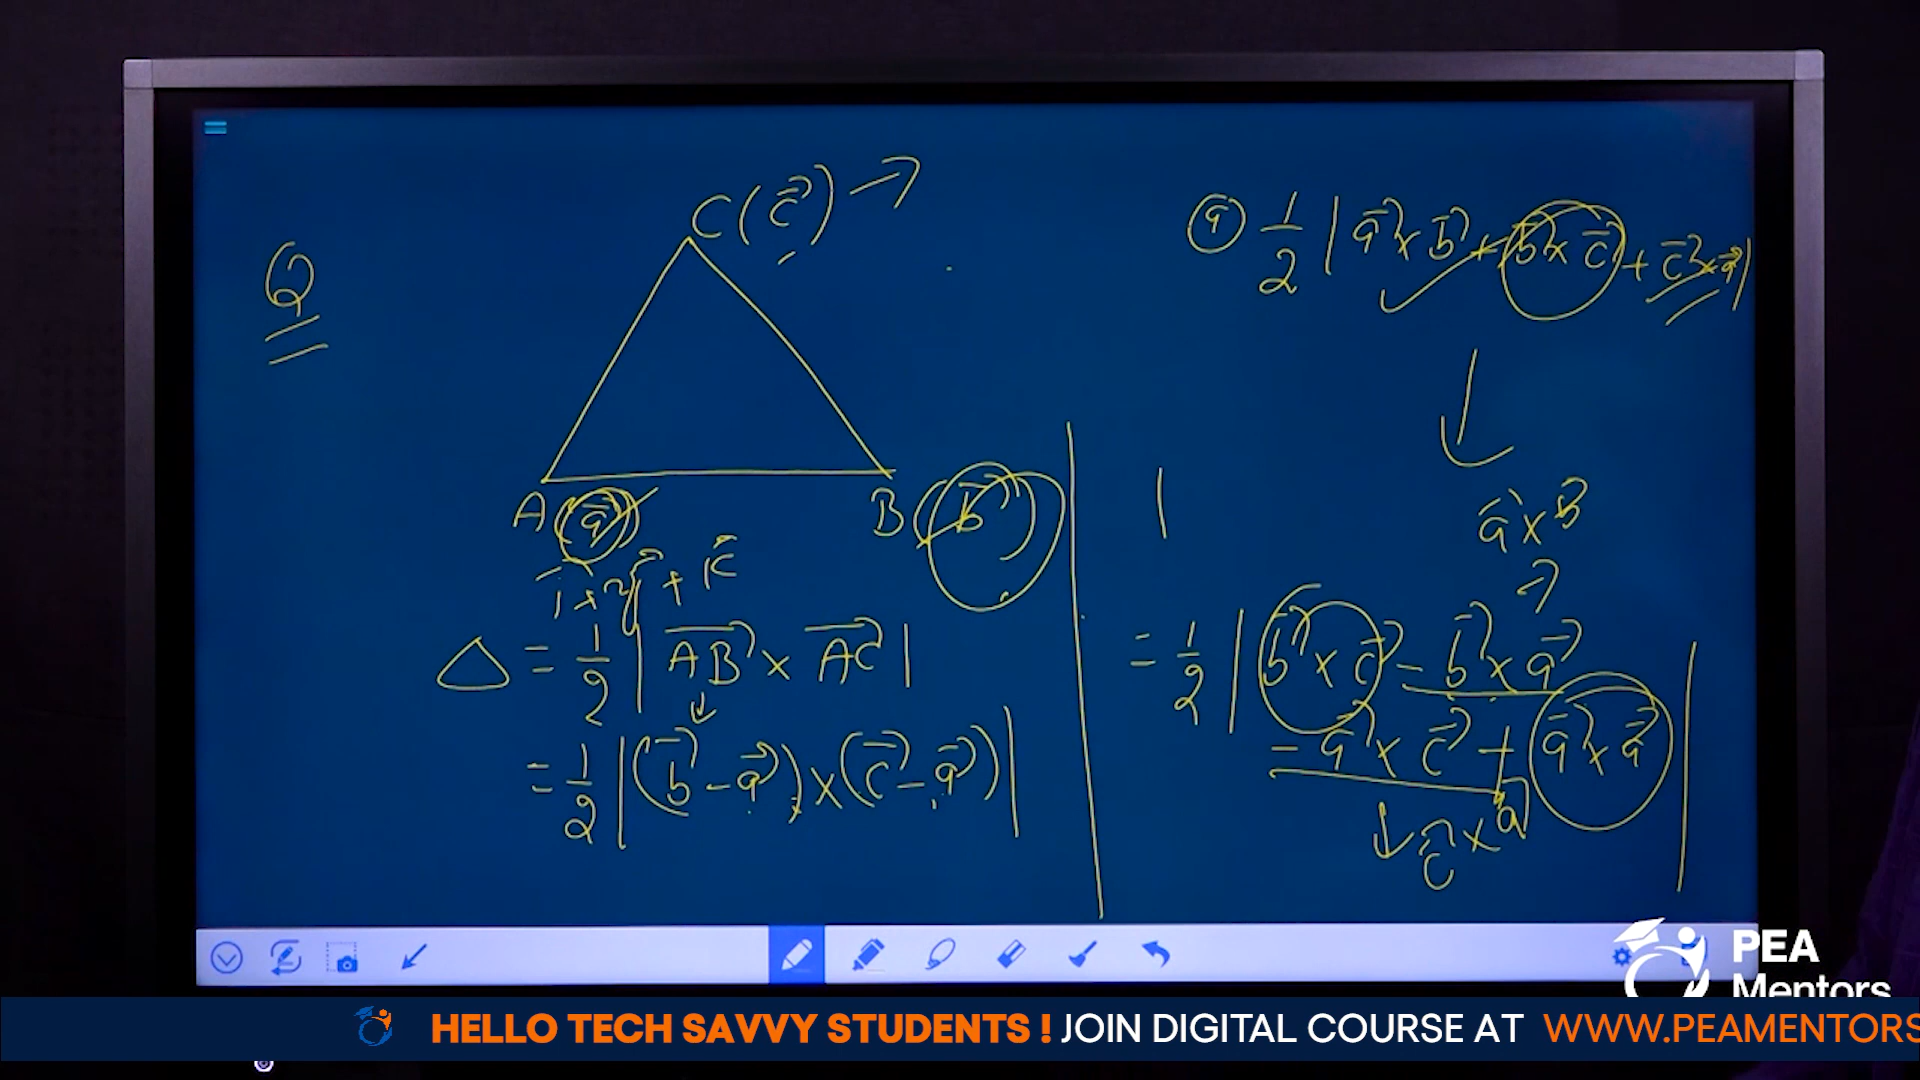 Q
C(c⃗) →
A(a⃗)
B(b⃗)
Δ = 1/2 | AB⃗ × AC⃗ |
= 1/2 | (b⃗ - a⃗) × (c⃗ - a⃗) |
(a) 1/2 | a⃗ × b⃗ + b⃗ × c⃗ + c⃗ × a⃗ |
a⃗ × b⃗
= 1/2 | b⃗ × c⃗ - b⃗ × a⃗
- a⃗ × c⃗ + a⃗ × a⃗ |
c⃗ × a⃗
PEA
Mentors
HELLO TECH SAVVY STUDENTS ! JOIN DIGITAL COURSE AT WWW.PEAMENTORS